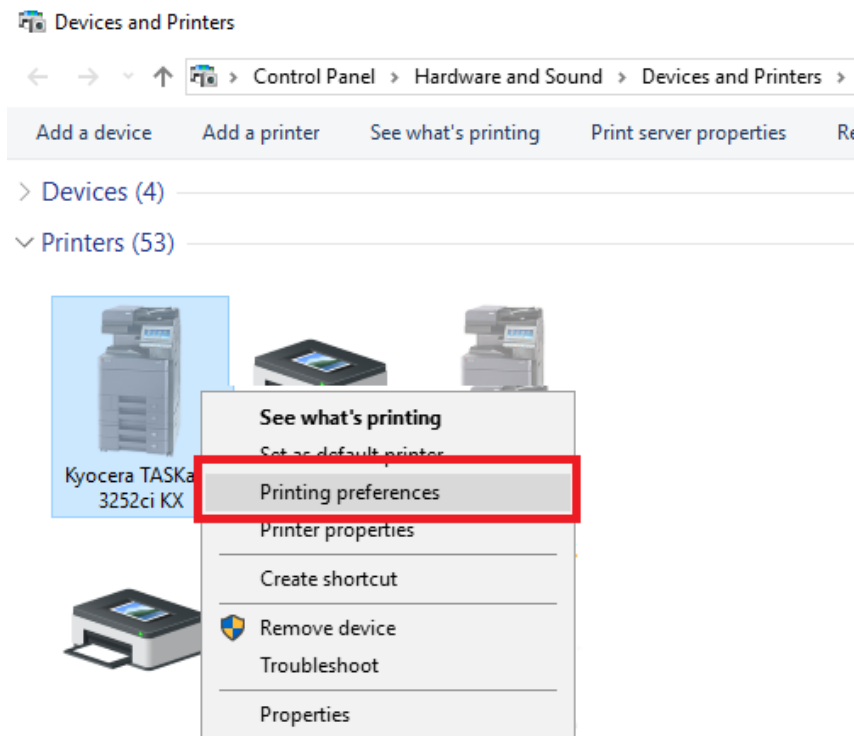 Devices and Printers
Control Panel > Hardware and Sound > Devices and Printers >
Add a device Add a printer See what's printing Print server properties
Devices (4)
Printers (53)
Kyocera
3252ci KX
See what's printing
Set as default printer
Printing preferences
Printer properties
Create shortcut
Remove device
Troubleshoot
Properties